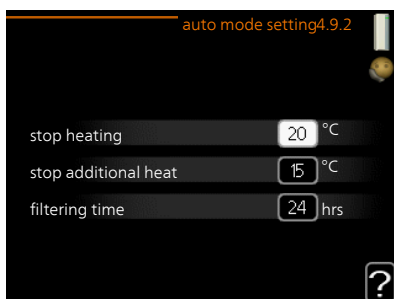 auto mode setting4.9.2
stop heating 20 °C
stop additional heat 15 °C
filtering time 24 hrs
?